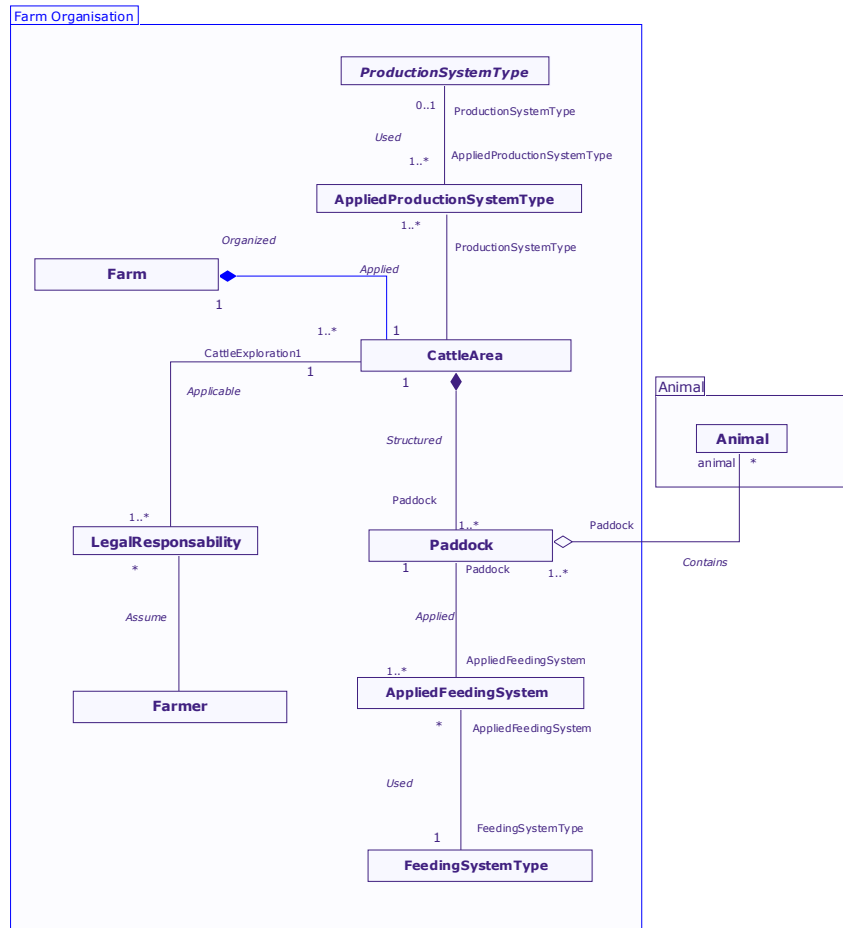 Farm Organisation
ProductionSystemType
0..1
ProductionSystemType
Used
1..*
AppliedProductionSystemType
AppliedProductionSystemType
1..*
Organized
ProductionSystemType
Farm
Applied
1
1..*
1
CattleExploration1
CattleArea
1
1
Applicable
Animal
Animal
Structured
animal
*
Paddock
1..*
1..*
Paddock
LegalResponsability
Paddock
*
1
Paddock
1..*
Contains
Assume
Applied
AppliedFeedingSystem
1..*
AppliedFeedingSystem
Farmer
*
AppliedFeedingSystem
Used
FeedingSystemType
1
FeedingSystemType